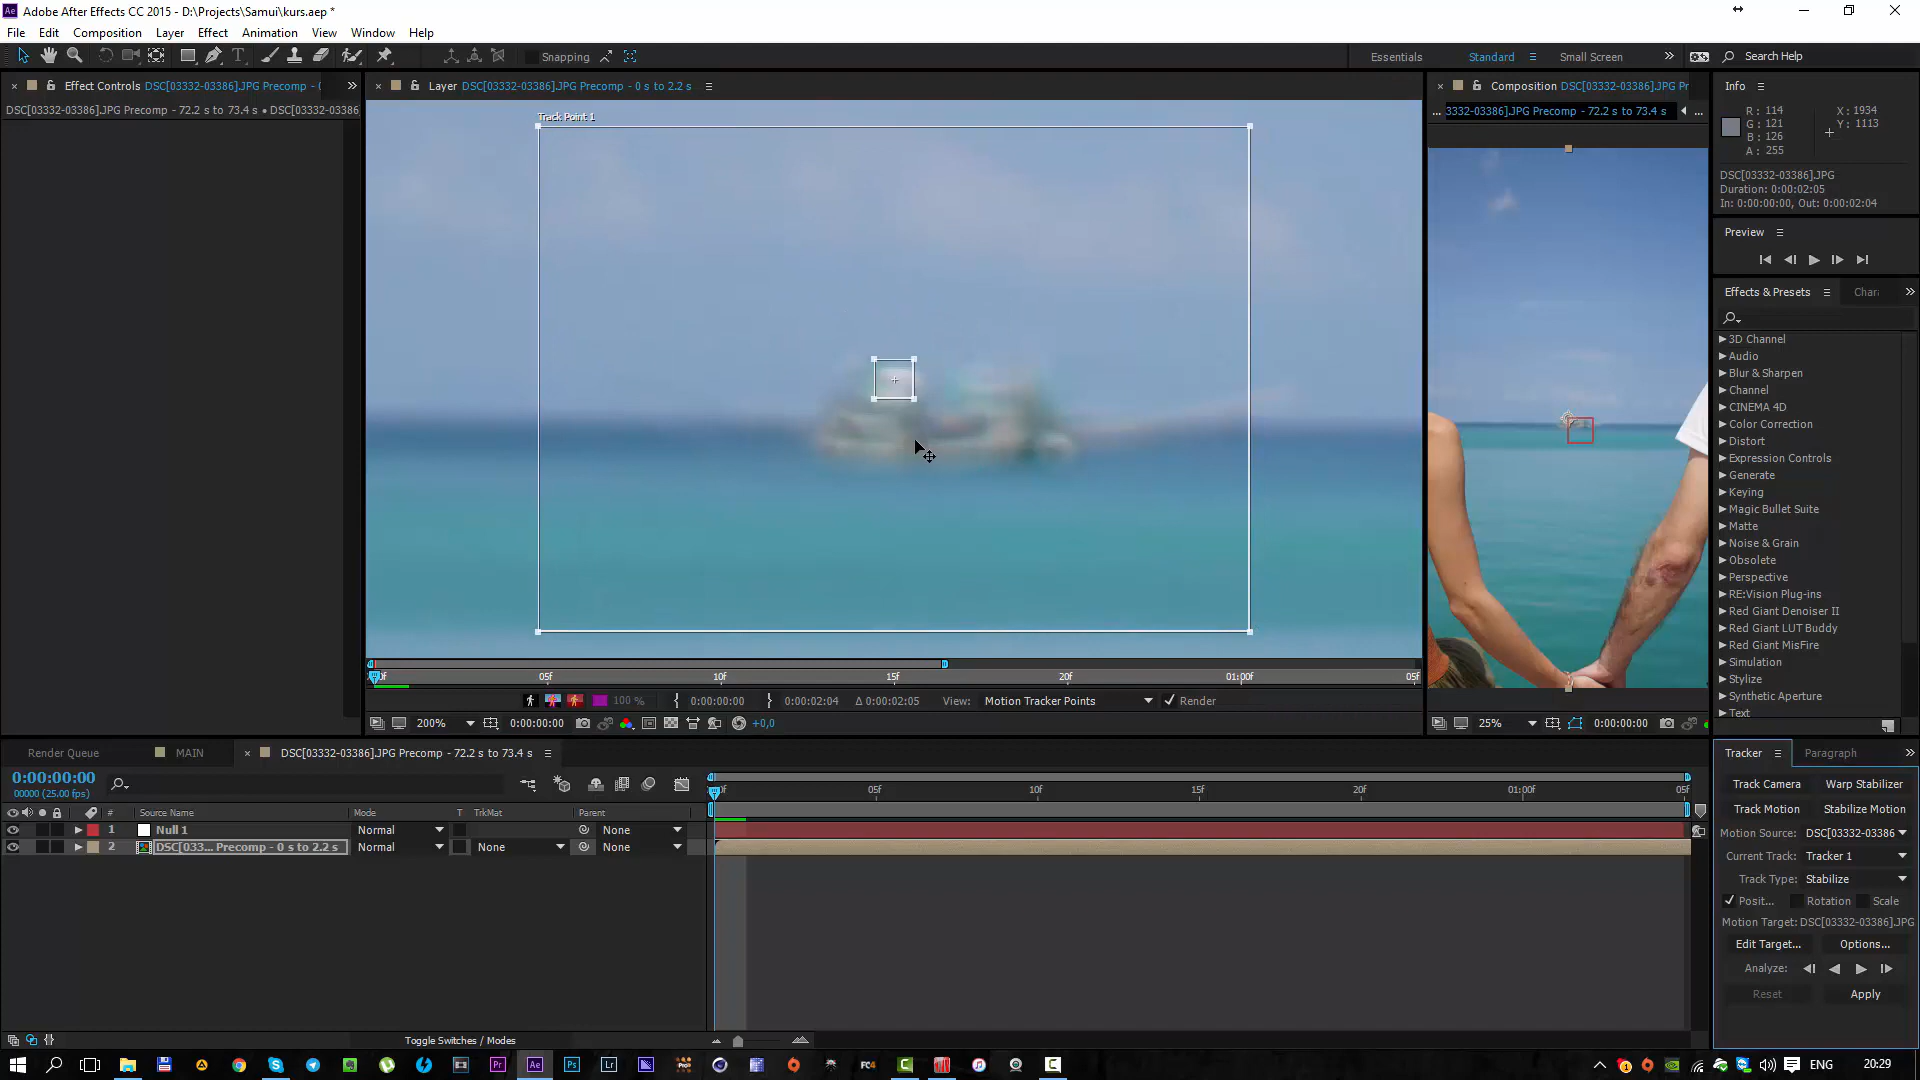 Adobe After Effects CC 2015 - D:\Projects\Samui\kurs.aep *
File Edit Composition Layer Effect Animation View Window Help
Snapping
Essentials Standard Small Screen » Search Help
Effect Controls DSC[03332-03386].JPG Precomp - 0
DSC[03332-03386].JPG Precomp - 72.2 s to 73.4 s • DSC[03332-03386
Layer DSC[03332-03386].JPG Precomp - 0 s to 2.2 s
Track Point 1
Composition DSC[03332-03386].JPG Pr
... 3332-03386].JPG Precomp - 72.2 s to 73.4 s ...
Info
R: 114
G: 121
B: 126
A: 255
X: 1934
Y: 1113
DSC[03332-03386].JPG
Duration: 0:00:02:05
In: 0:00:00:00, Out: 0:00:02:04
Preview
Effects & Presets Chara
3D Channel
Audio
Blur & Sharpen
Channel
CINEMA 4D
Color Correction
Distort
Expression Controls
Generate
Keying
Magic Bullet Suite
Matte
Noise & Grain
Obsolete
Perspective
RE:Vision Plug-ins
Red Giant Denoiser II
Red Giant LUT Buddy
Red Giant MisFire
Simulation
Stylize
Synthetic Aperture
Text
05f 10f 15f 20f 01:00f 05f
100 % 0:00:00:00 0:00:02:04 Δ 0:00:02:05 View: Motion Tracker Points Render
200% 0:00:00:00 +0,0
25% 0:00:00:00
Render Queue MAIN DSC[03332-03386].JPG Precomp - 72.2 s to 73.4 s
0:00:00:00
00000 (25.00 fps)
05f 10f 15f 20f 01:00f 05f
# Source Name Mode T TrkMat Parent
1 Null 1 Normal None
2 DSC[033... Precomp - 0 s to 2.2 s Normal None None
Toggle Switches / Modes
Tracker Paragraph
Track Camera Warp Stabilizer
Track Motion Stabilize Motion
Motion Source: DSC[03332-03386
Current Track: Tracker 1
Track Type: Stabilize
Posit... Rotation Scale
Motion Target: DSC[03332-03386].JPG
Edit Target... Options...
Analyze:
Reset Apply
Pr Ae Ps Lr FC4
ENG 20:29